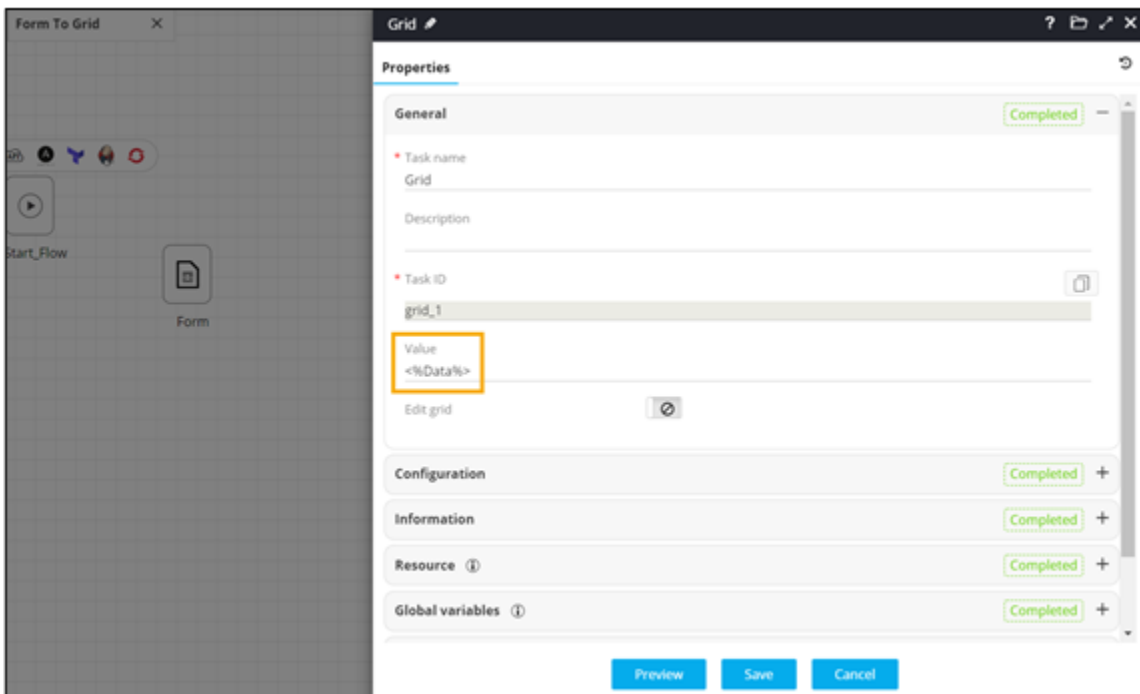 Form To Grid
Grid
Properties
General
Completed
* Task name
Grid
Description
* Task ID
grid_1
Value
<%Data%>
Edit grid
Configuration
Completed
Information
Completed
Resource
Completed
Global variables
Completed
Start_Flow
Form
Preview
Save
Cancel